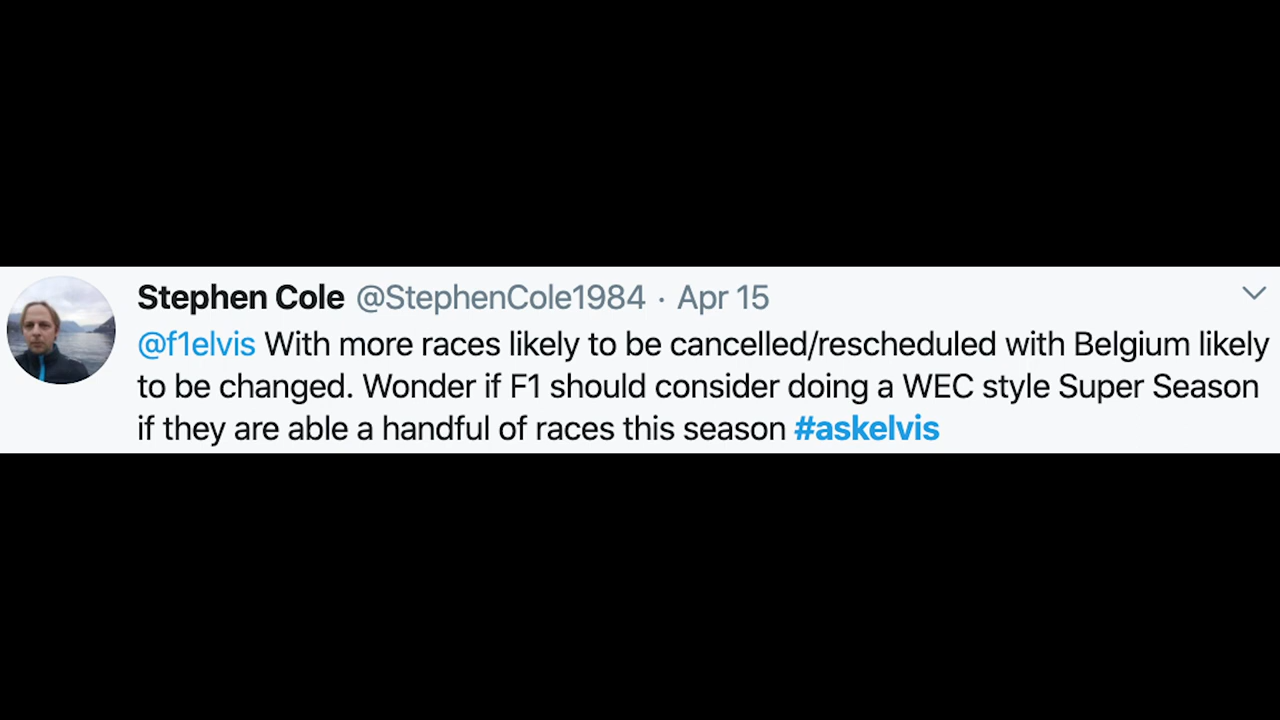 Stephen Cole @StephenCole1984 · Apr 15
@f1elvis With more races likely to be cancelled/rescheduled with Belgium likely
to be changed. Wonder if F1 should consider doing a WEC style Super Season
if they are able a handful of races this season #askelvis